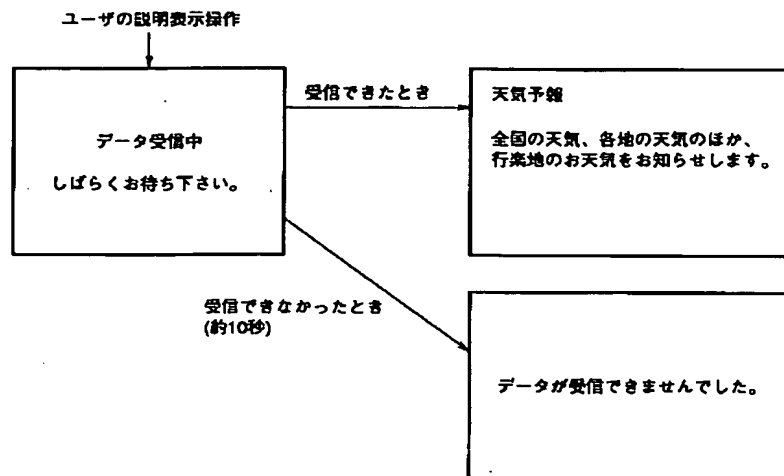 ユーザの説明表示操作
データ受信中
しばらくお待ち下さい。
受信できたとき
天気予報
全国の天気、各地の天気のほか、
行楽地のお天気をお知らせします。
受信できなかったとき
(約10秒)
データが受信できませんでした。